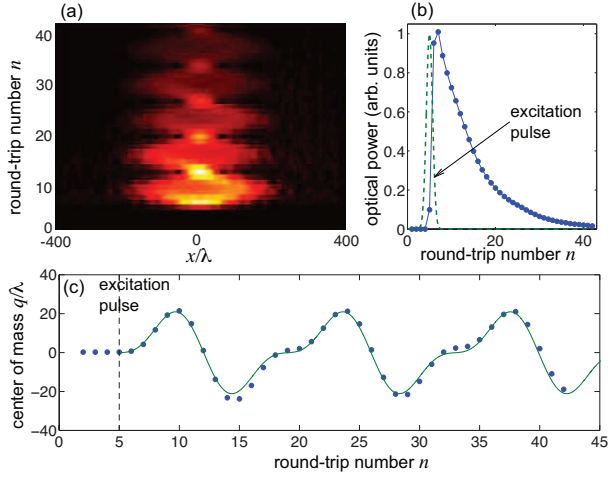 (a)
round-trip number n
40
30
20
10
0
-400
0
400
x/λ
(b)
optical power (arb. units)
1
0.8
0.6
0.4
0.2
0
excitation
pulse
0
10
20
30
40
round-trip number n
(c)
excitation
pulse
center of mass q/λ
40
20
0
−20
−40
0
5
10
15
20
25
30
35
40
45
round-trip number n